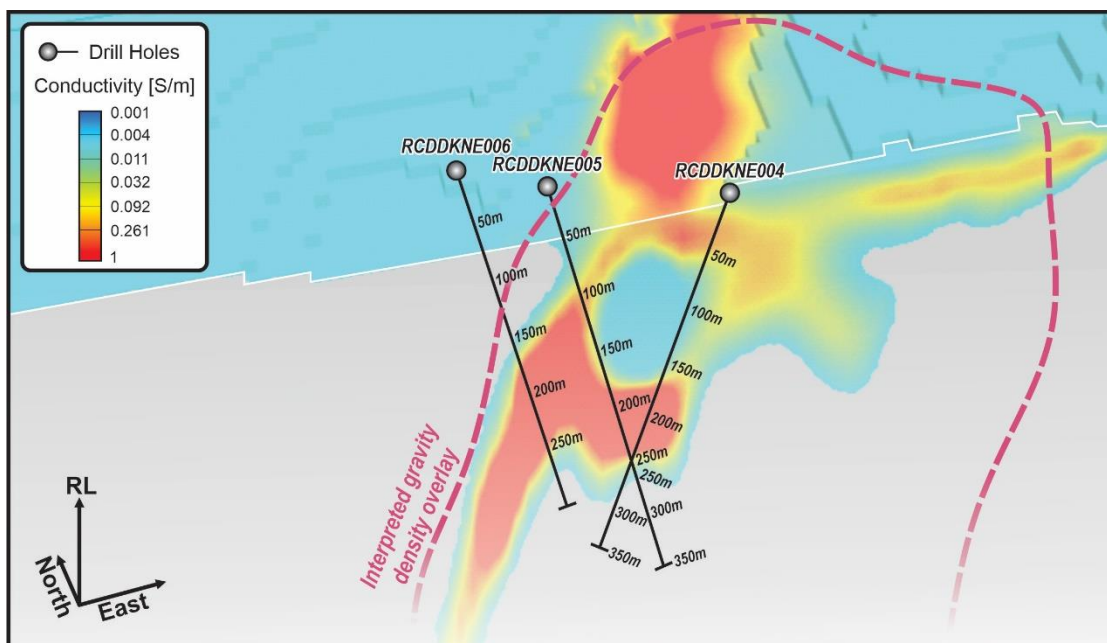 Drill Holes
Conductivity [S/m]
0.001
0.004
0.011
0.032
0.092
0.261
1
RCDDKNE006
RCDDKNE005
RCDDKNE004
50m
100m
150m
200m
250m
50m
100m
150m
200m
250m
300m
350m
50m
100m
150m
200m
250m
300m
350m
Interpreted gravity
density overlay
RL
North
East